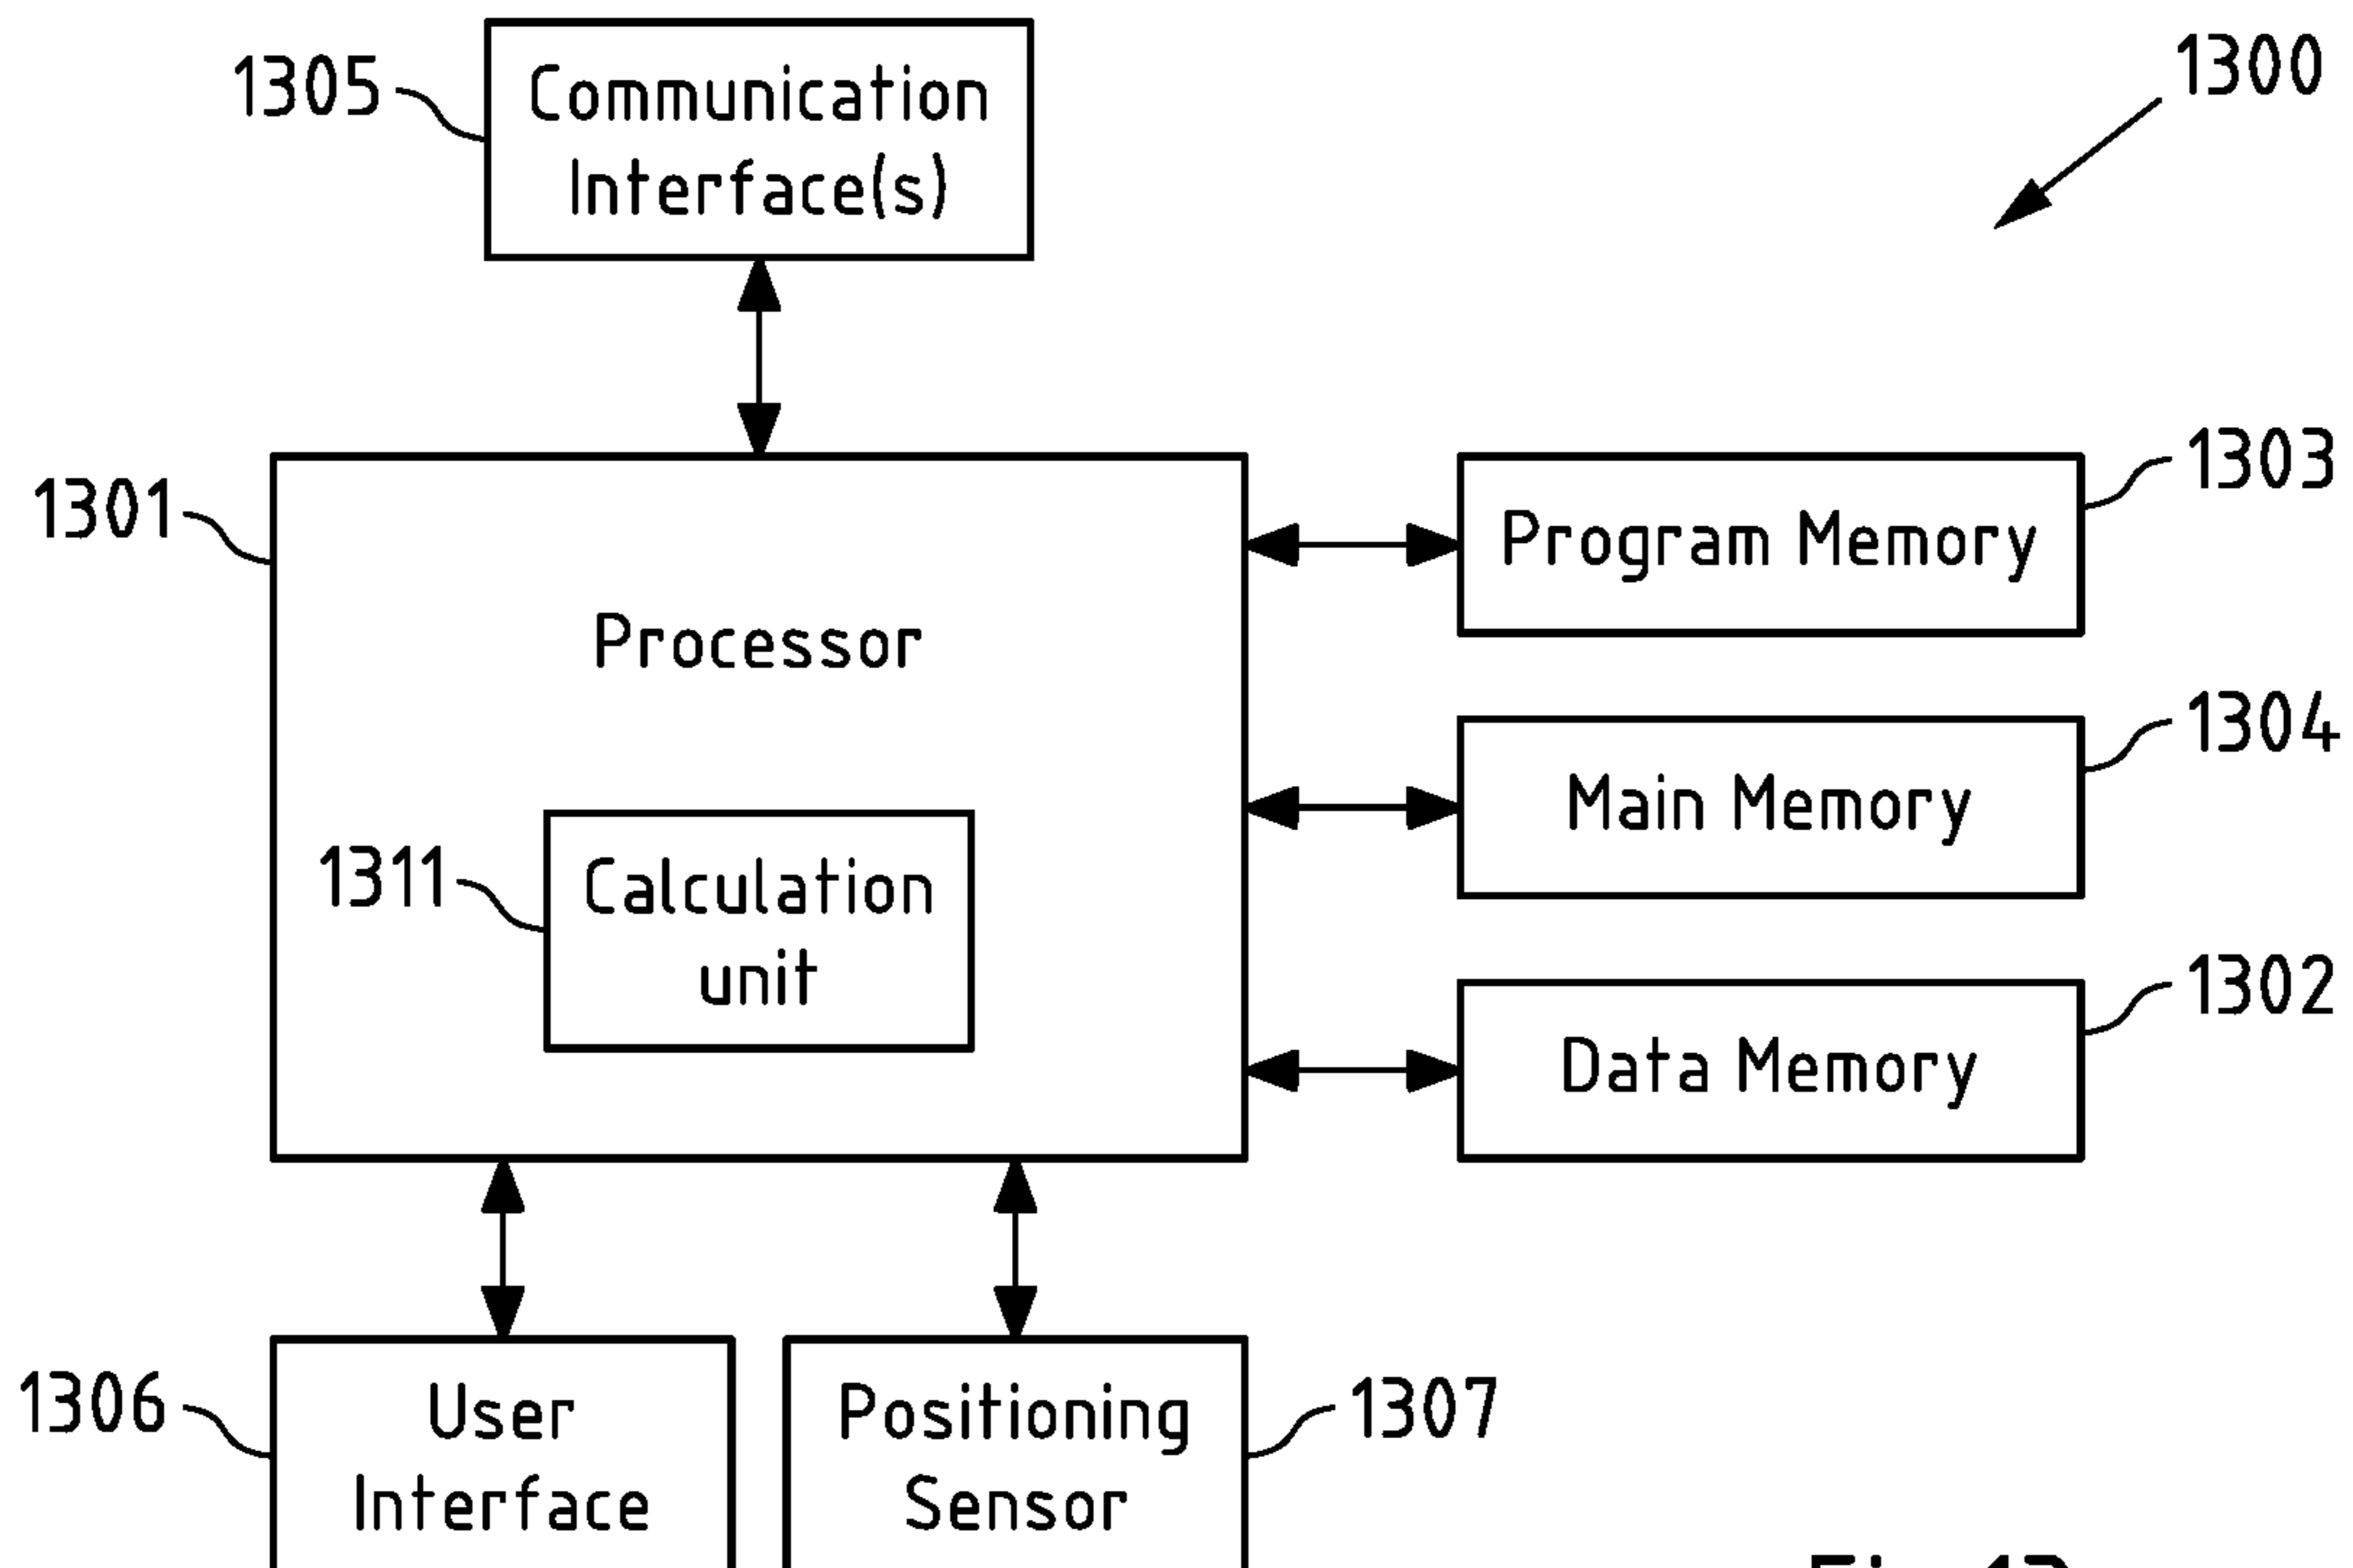 1305
Communication
Interface(s)
1300
1301
Processor
1303
Program Memory
1304
Main Memory
1311
Calculation
unit
1302
Data Memory
1306
User
Interface
Positioning
Sensor
1307